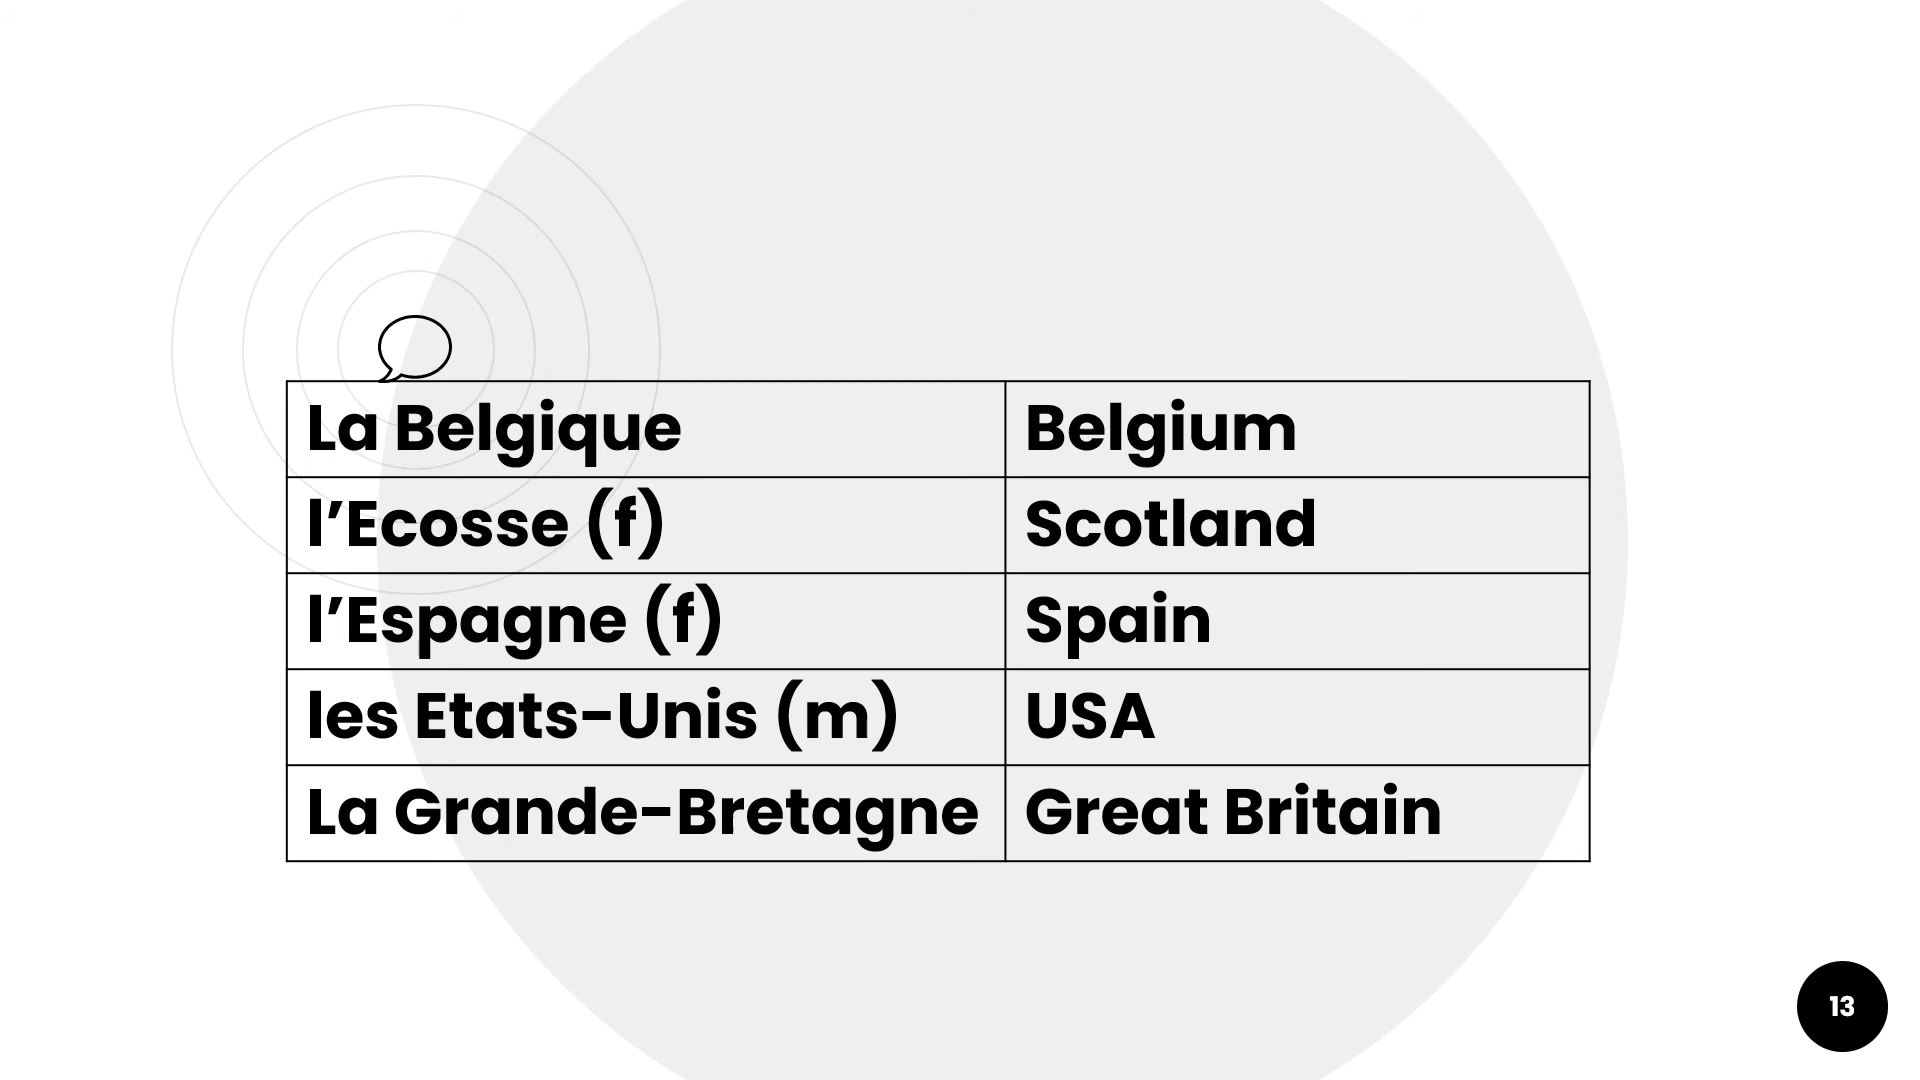 La Belgique Belgium
l’Ecosse (f) Scotland
l’Espagne (f) Spain
les Etats-Unis (m) USA
La Grande-Bretagne Great Britain
13